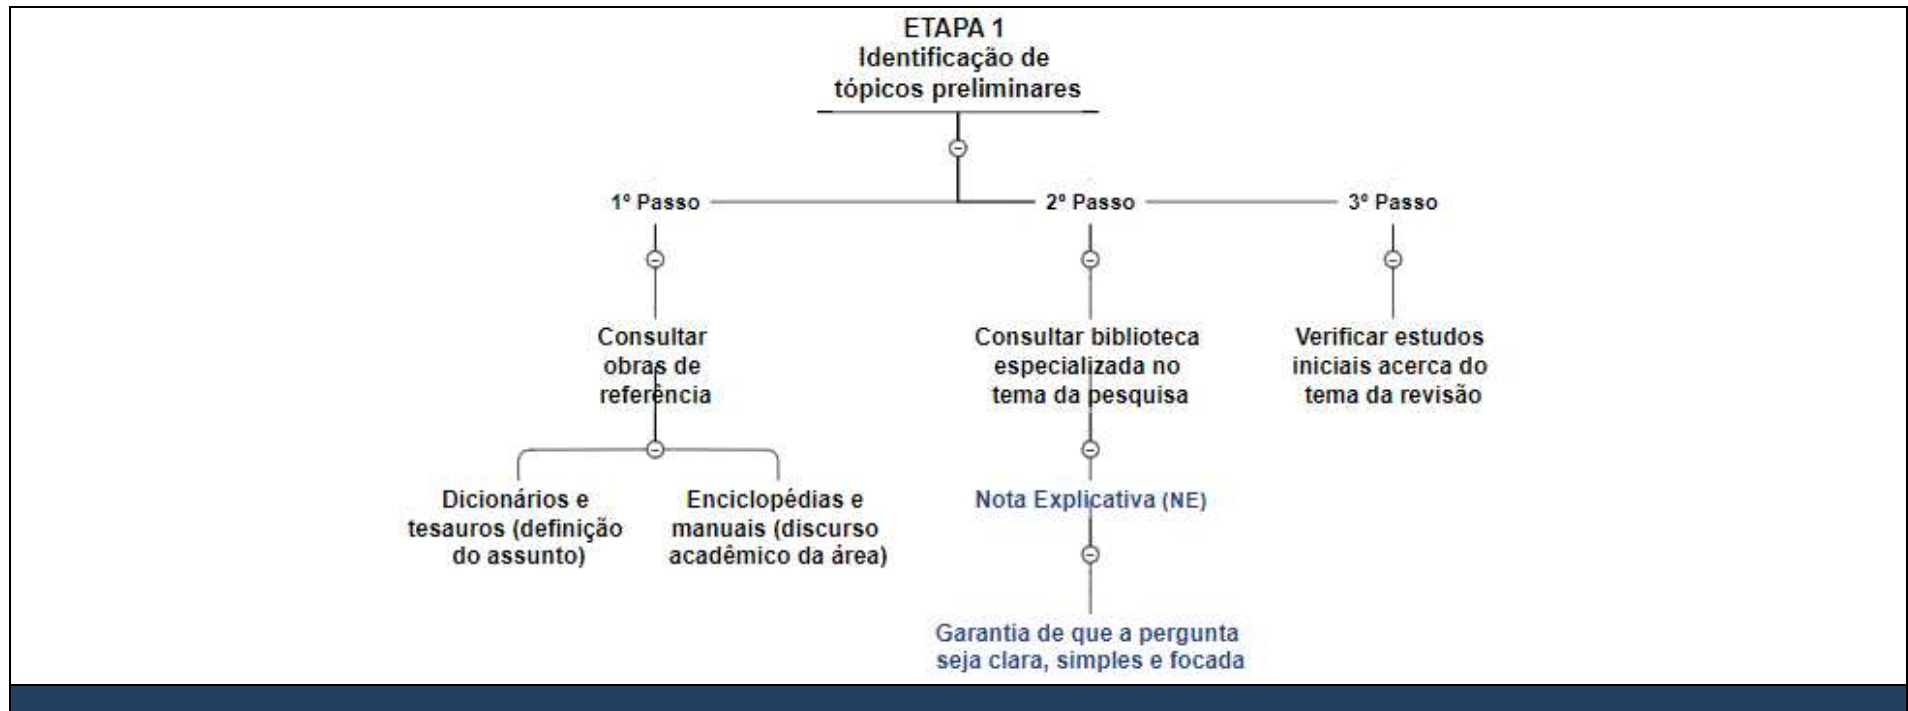 ETAPA 1
Identificação de
tópicos preliminares
1º Passo
2º Passo
3º Passo
Consultar
obras de
referência
Consultar biblioteca
especializada no
tema da pesquisa
Verificar estudos
iniciais acerca do
tema da revisão
Dicionários e
tesauros (definição
do assunto)
Enciclopédias e
manuais (discurso
acadêmico da área)
Nota Explicativa (NE)
Garantia de que a pergunta
seja clara, simples e focada